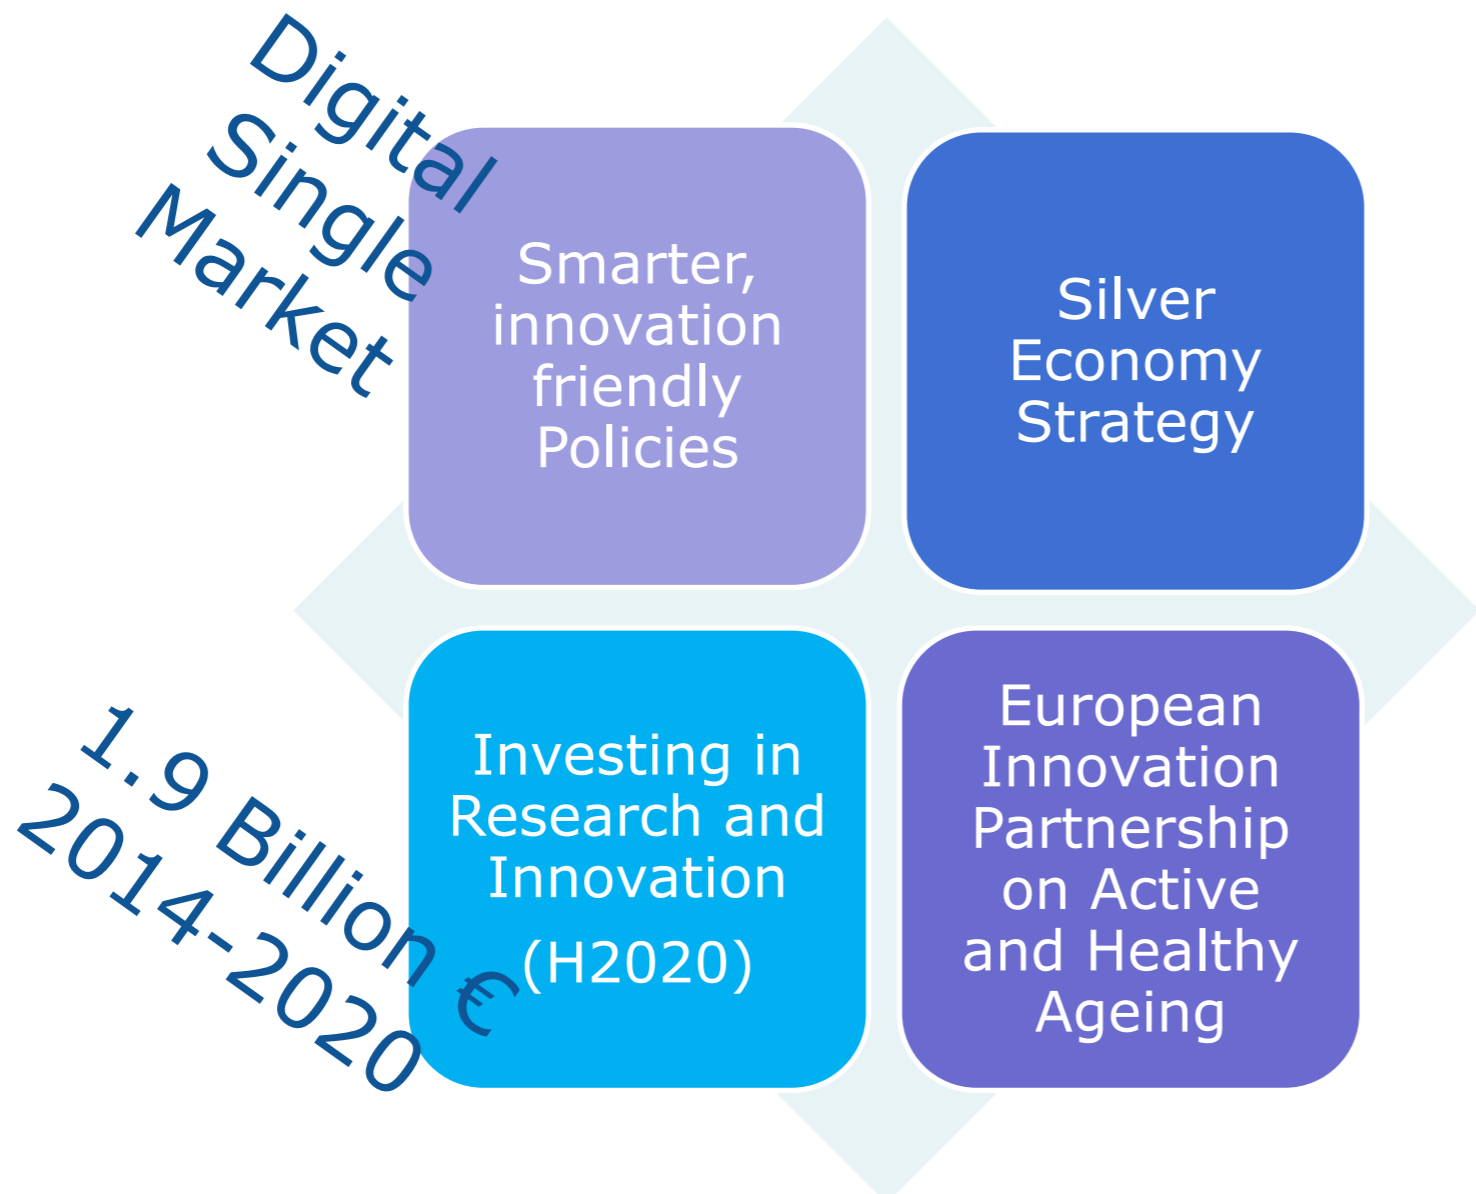 Digital
Single
Market
Smarter,
innovation
friendly
Policies
Silver
Economy
Strategy
1.9 Billion €
2014-2020
Investing in
Research and
Innovation
(H2020)
European
Innovation
Partnership
on Active
and Healthy
Ageing